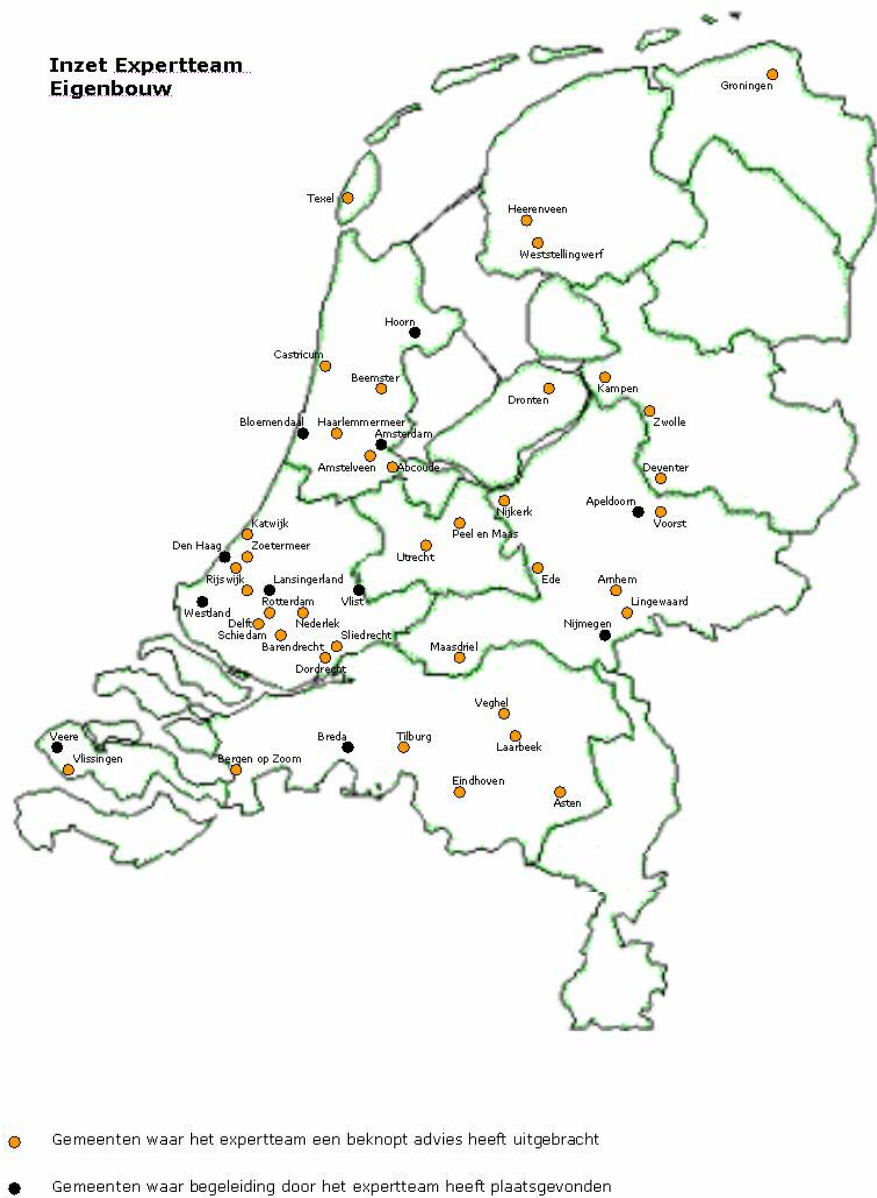 Inzet Expertteam
Eigenbouw
Groningen
Texel
Heerenveen
Weststellingwerf
Hoorn
Castricum
Beemster
Kampen
Dronten
Zwolle
Bloemendaal
Haarlemmermeer
Amsterdam
Amstelveen
Abcoude
Deventer
Apeldoorn
Nijkerk
Voorst
Katwijk
Peel en Maas
Den Haag
Zoetermeer
Utrecht
Rijswijk
Lansingerland
Ede
Arnhem
Westland
Rotterdam
Vlist
Lingewaard
Delft
Nederlek
Nijmegen
Schiedam
Sliedrecht
Barendrecht
Maasdriel
Dordrecht
Veghel
Veere
Breda
Tilburg
Laarbeek
Vlissingen
Bergen op Zoom
Eindhoven
Asten
Gemeenten waar het expertteam een beknopt advies heeft uitgebracht
Gemeenten waar begeleiding door het expertteam heeft plaatsgevonden